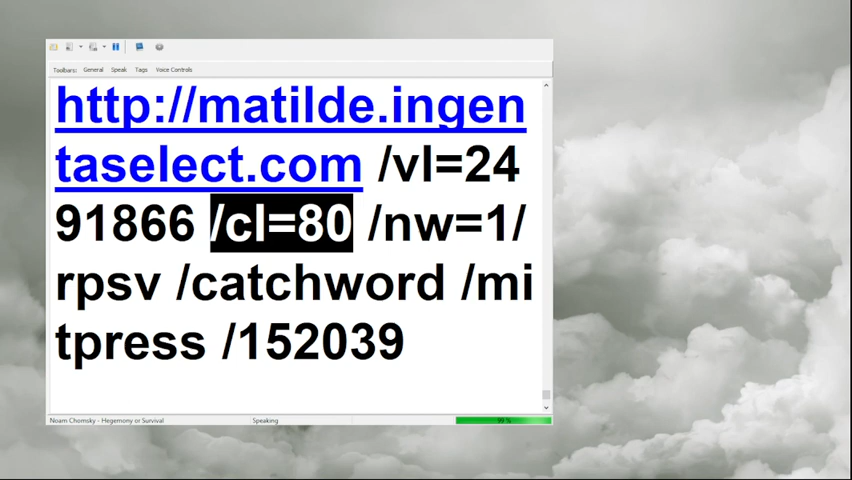 Toolbars: General Speak Tags Voice Controls
http://matilde.ingen
taselect.com /vl=24
91866 /cl=80 /nw=1/
rpsv /catchword /mi
tpress /152039
Noam Chomsky - Hegemony or Survival Speaking 99 %